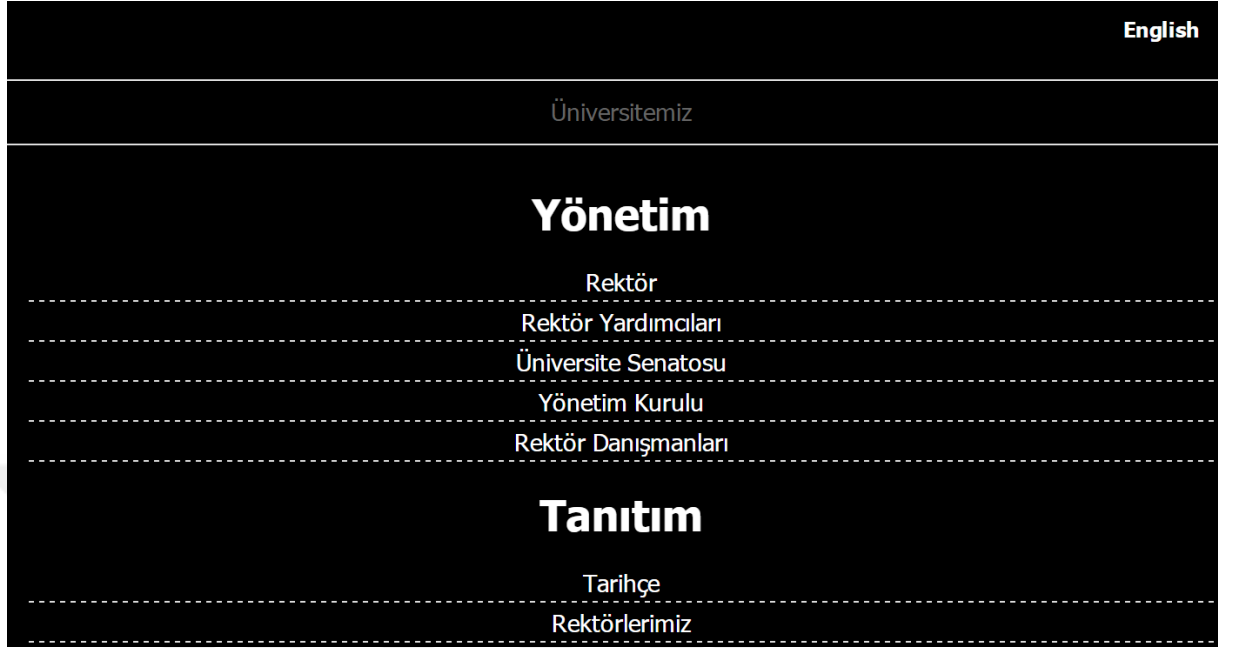 English
Üniversitemiz
Yönetim
Rektör
Rektör Yardımcıları
Üniversite Senatosu
Yönetim Kurulu
Rektör Danışmanları
Tanıtım
Tarihçe
Rektörlerimiz